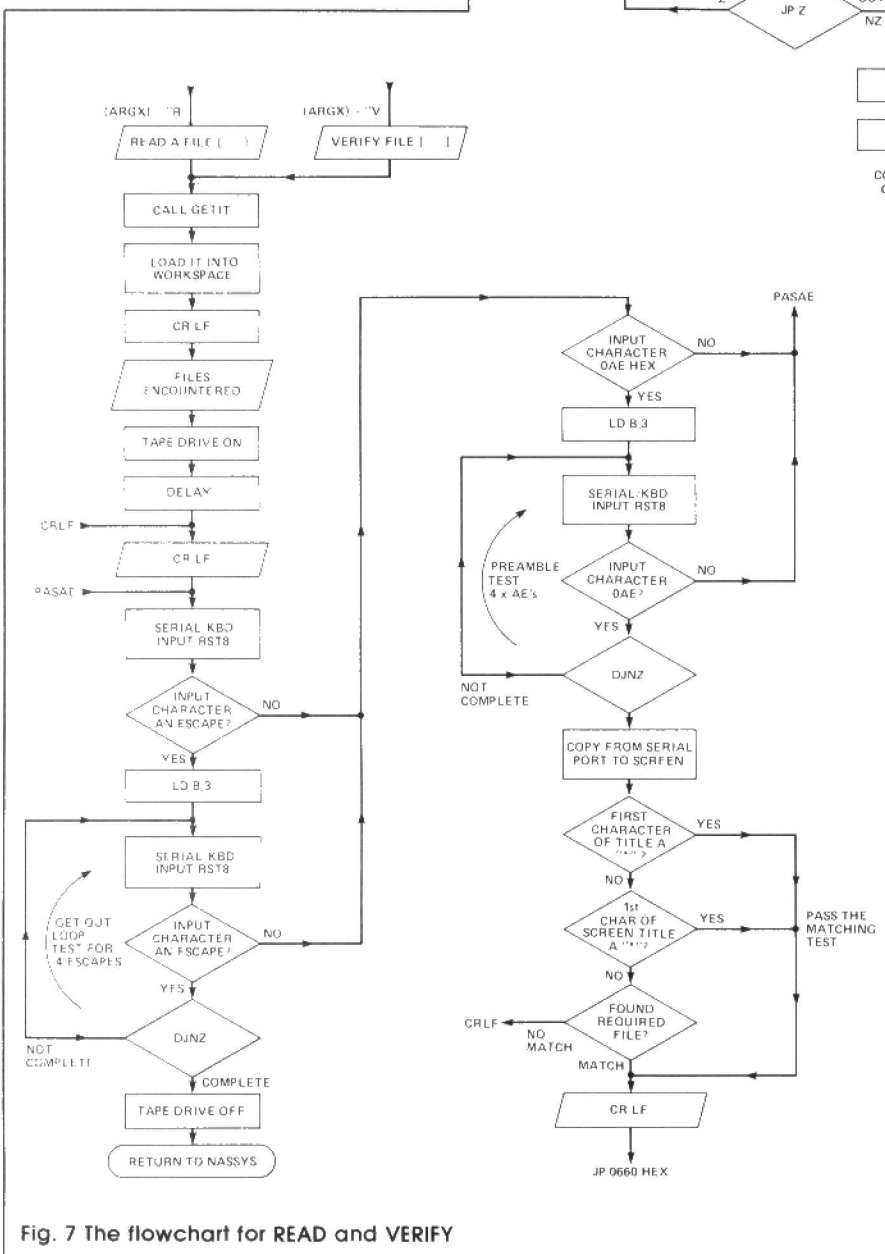 Z
JP Z
NZ
(ARGX) - "R
(ARGX) - "V
READ A FILE [ ]
VERIFY FILE [ ]
CALL GETIT
LOAD IT INTO
WORKSPACE
CR LF
FILES
ENCOUNTERED
TAPE DRIVE ON
DELAY
CRLF
CR LF
PASAE
SERIAL KBD
INPUT RST8
INPUT
CHARACTER
AN ESCAPE?
NO
YES
LD B,3
SERIAL KBD
INPUT RST8
GET OUT
LOOP
TEST FOR
4 ESCAPES
INPUT
CHARACTER
AN ESCAPE?
NO
YES
DJNZ
NOT
COMPLETE
COMPLETE
TAPE DRIVE OFF
RETURN TO NASSYS
PASAE
INPUT
CHARACTER
0AE HEX
NO
YES
LD B,3
SERIAL/KBD
INPUT RST8
PREAMBLE
TEST
4 x AE's
INPUT
CHARACTER
0AE?
NO
YES
DJNZ
NOT
COMPLETE
COPY FROM SERIAL
PORT TO SCREEN
FIRST
CHARACTER
OF TITLE A
"*"?
YES
NO
1st
CHAR OF
SCREEN TITLE
A "*"?
YES
PASS THE
MATCHING
TEST
NO
FOUND
REQUIRED
FILE?
CRLF
NO
MATCH
MATCH
CR LF
JP 0660 HEX
Fig. 7 The flowchart for READ and VERIFY